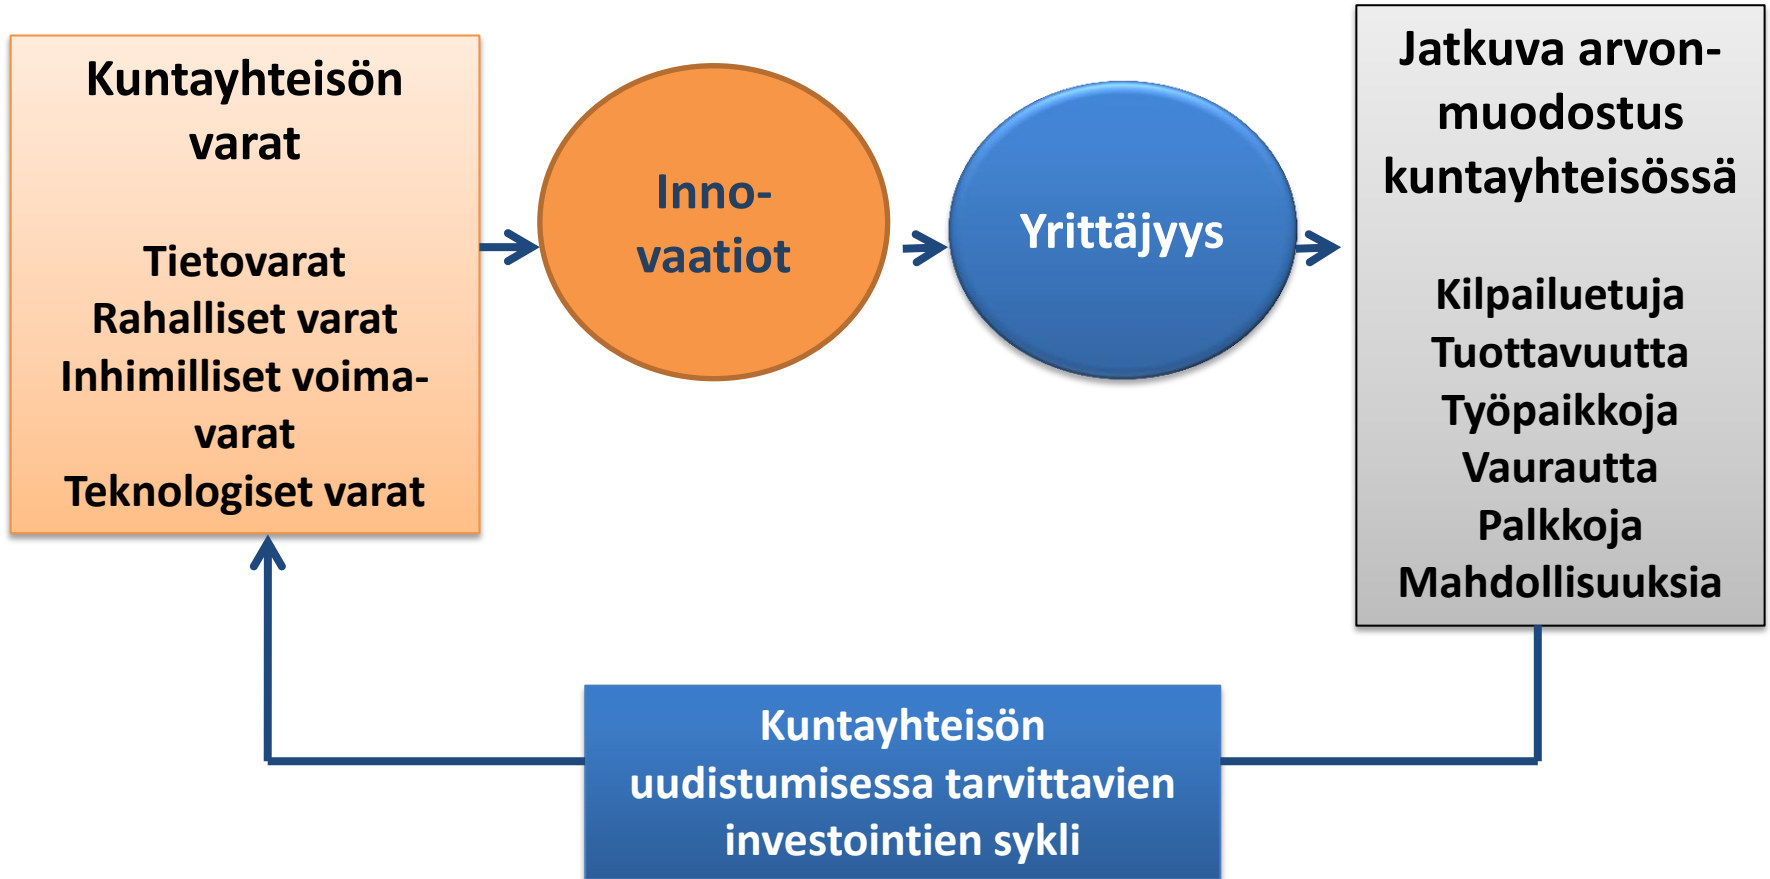 Kuntayhteisön
varat
Tietovarat
Rahalliset varat
Inhimilliset voima-
varat
Teknologiset varat
Inno-
vaatiot
Yrittäjyys
Jatkuva arvon-
muodostus
kuntayhteisössä
Kilpailuetuja
Tuottavuutta
Työpaikkoja
Vaurautta
Palkkoja
Mahdollisuuksia
Kuntayhteisön
uudistumisessa tarvittavien
investointien sykli